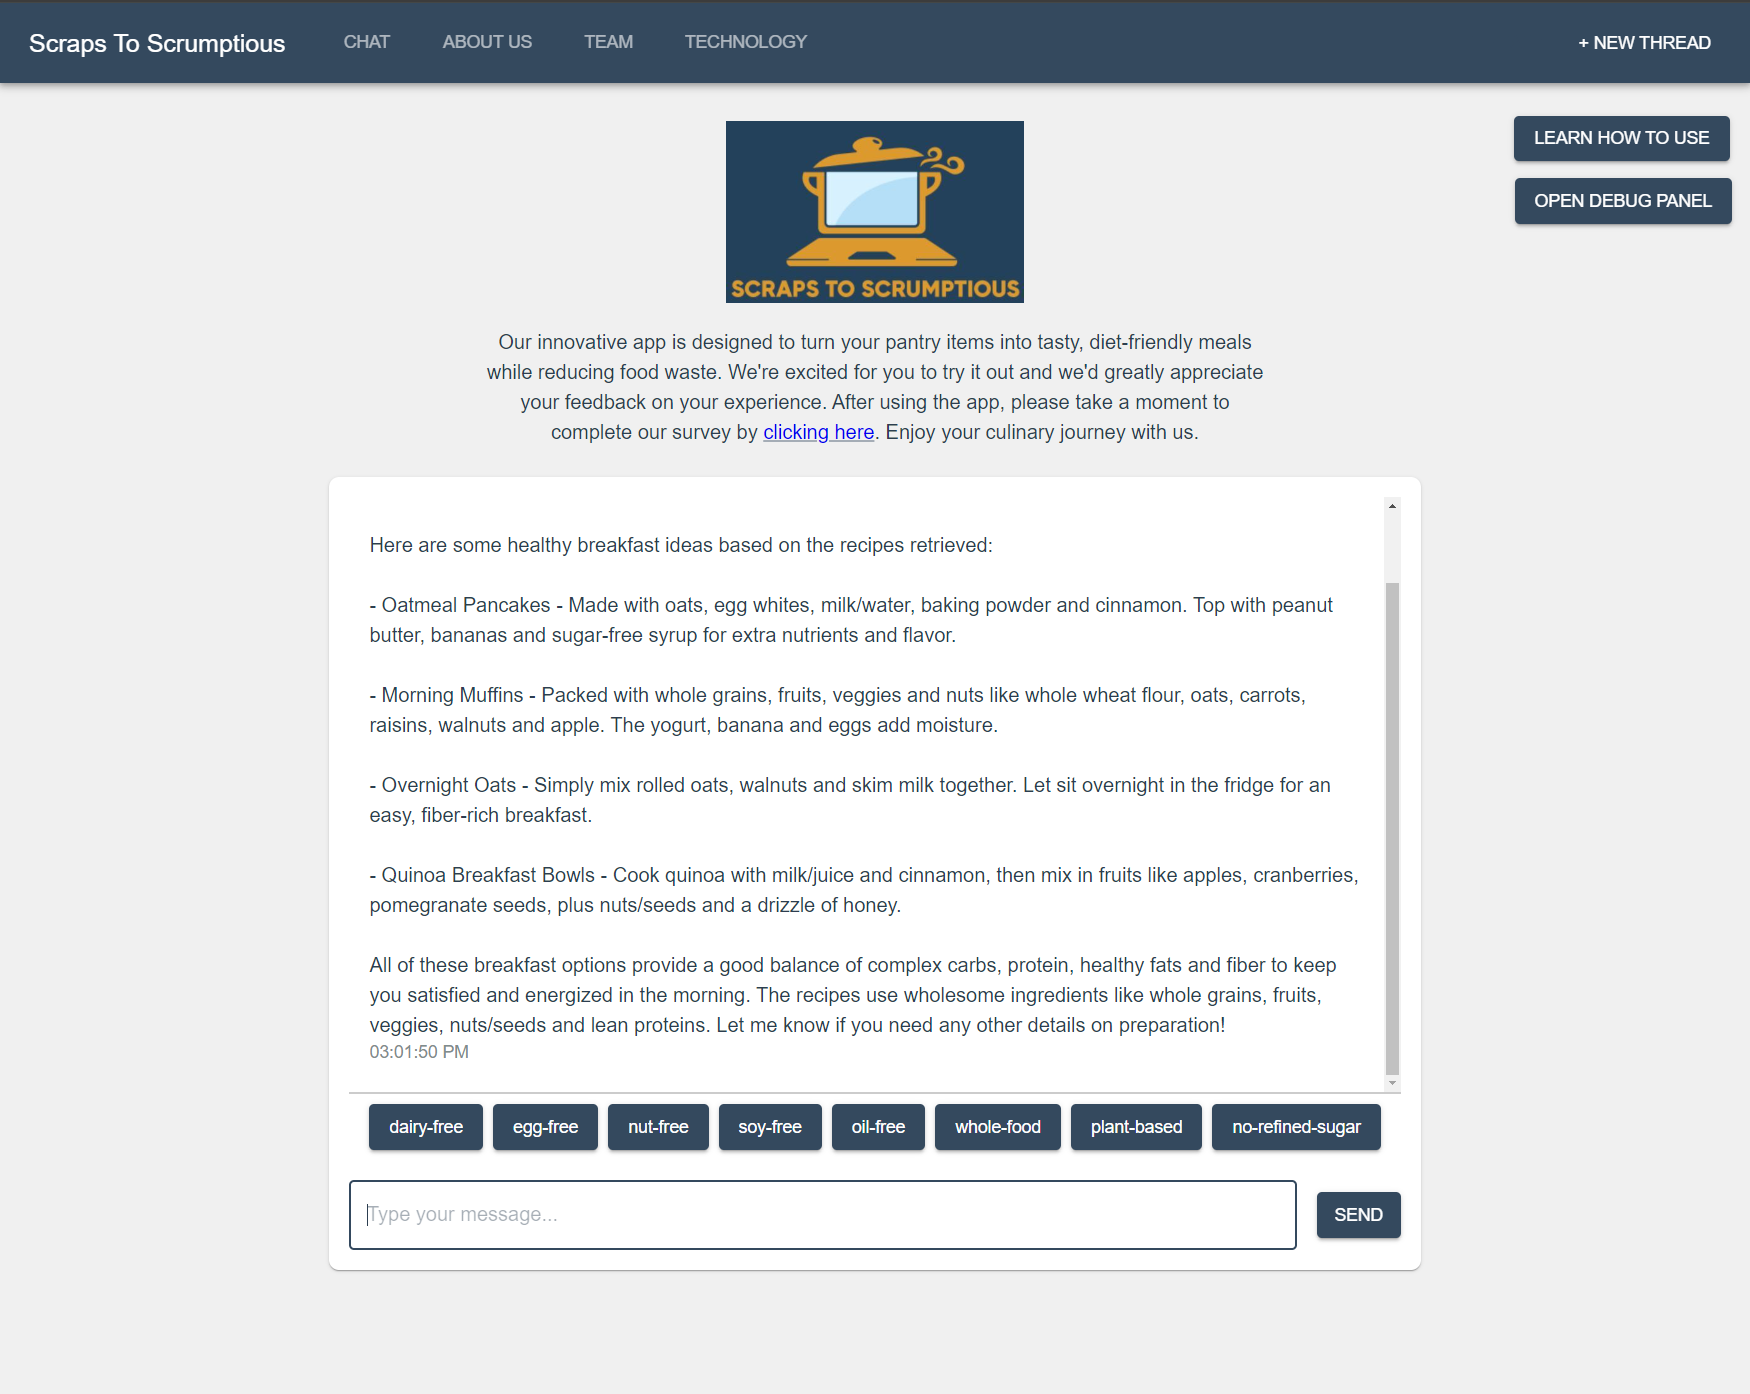 Scraps To Scrumptious
CHAT
ABOUT US
TEAM
TECHNOLOGY
+ NEW THREAD
LEARN HOW TO USE
OPEN DEBUG PANEL
SCRAPS TO SCRUMPTIOUS
Our innovative app is designed to turn your pantry items into tasty, diet-friendly meals
while reducing food waste. We're excited for you to try it out and we'd greatly appreciate
your feedback on your experience. After using the app, please take a moment to
complete our survey by clicking here. Enjoy your culinary journey with us.
Here are some healthy breakfast ideas based on the recipes retrieved:
- Oatmeal Pancakes - Made with oats, egg whites, milk/water, baking powder and cinnamon. Top with peanut
butter, bananas and sugar-free syrup for extra nutrients and flavor.
- Morning Muffins - Packed with whole grains, fruits, veggies and nuts like whole wheat flour, oats, carrots,
raisins, walnuts and apple. The yogurt, banana and eggs add moisture.
- Overnight Oats - Simply mix rolled oats, walnuts and skim milk together. Let sit overnight in the fridge for an
easy, fiber-rich breakfast.
- Quinoa Breakfast Bowls - Cook quinoa with milk/juice and cinnamon, then mix in fruits like apples, cranberries,
pomegranate seeds, plus nuts/seeds and a drizzle of honey.
All of these breakfast options provide a good balance of complex carbs, protein, healthy fats and fiber to keep
you satisfied and energized in the morning. The recipes use wholesome ingredients like whole grains, fruits,
veggies, nuts/seeds and lean proteins. Let me know if you need any other details on preparation!
03:01:50 PM
dairy-free
egg-free
nut-free
soy-free
oil-free
whole-food
plant-based
no-refined-sugar
Type your message...
SEND